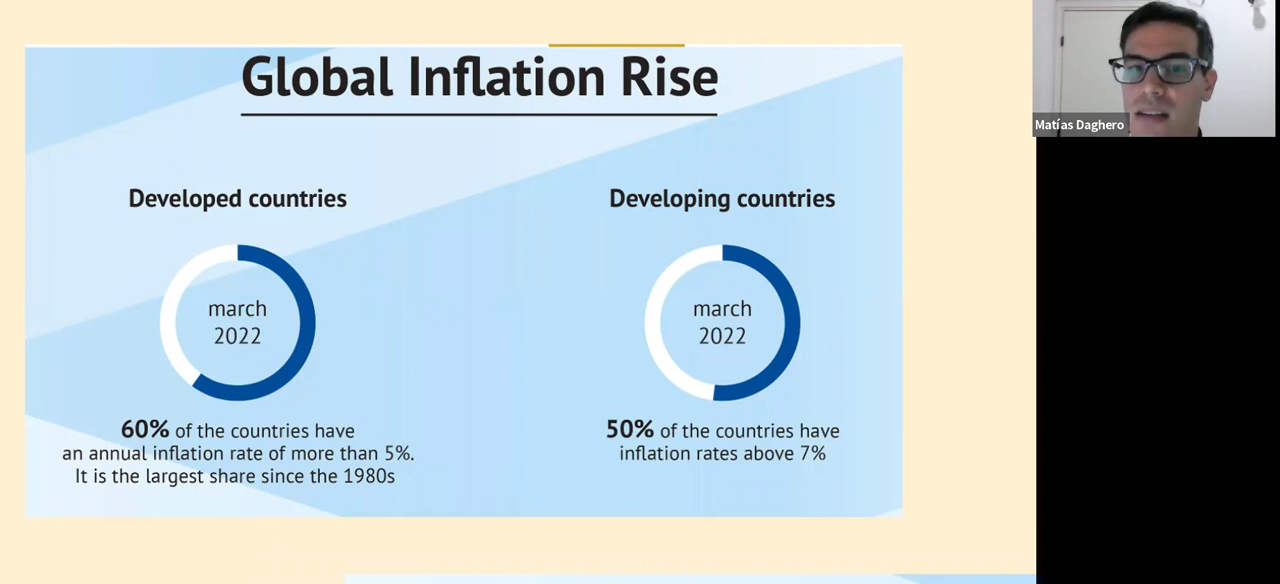 Global Inflation Rise
Matías Daghero
Developed countries
march
2022
60% of the countries have
an annual inflation rate of more than 5%.
It is the largest share since the 1980s
Developing countries
march
2022
50% of the countries have
inflation rates above 7%